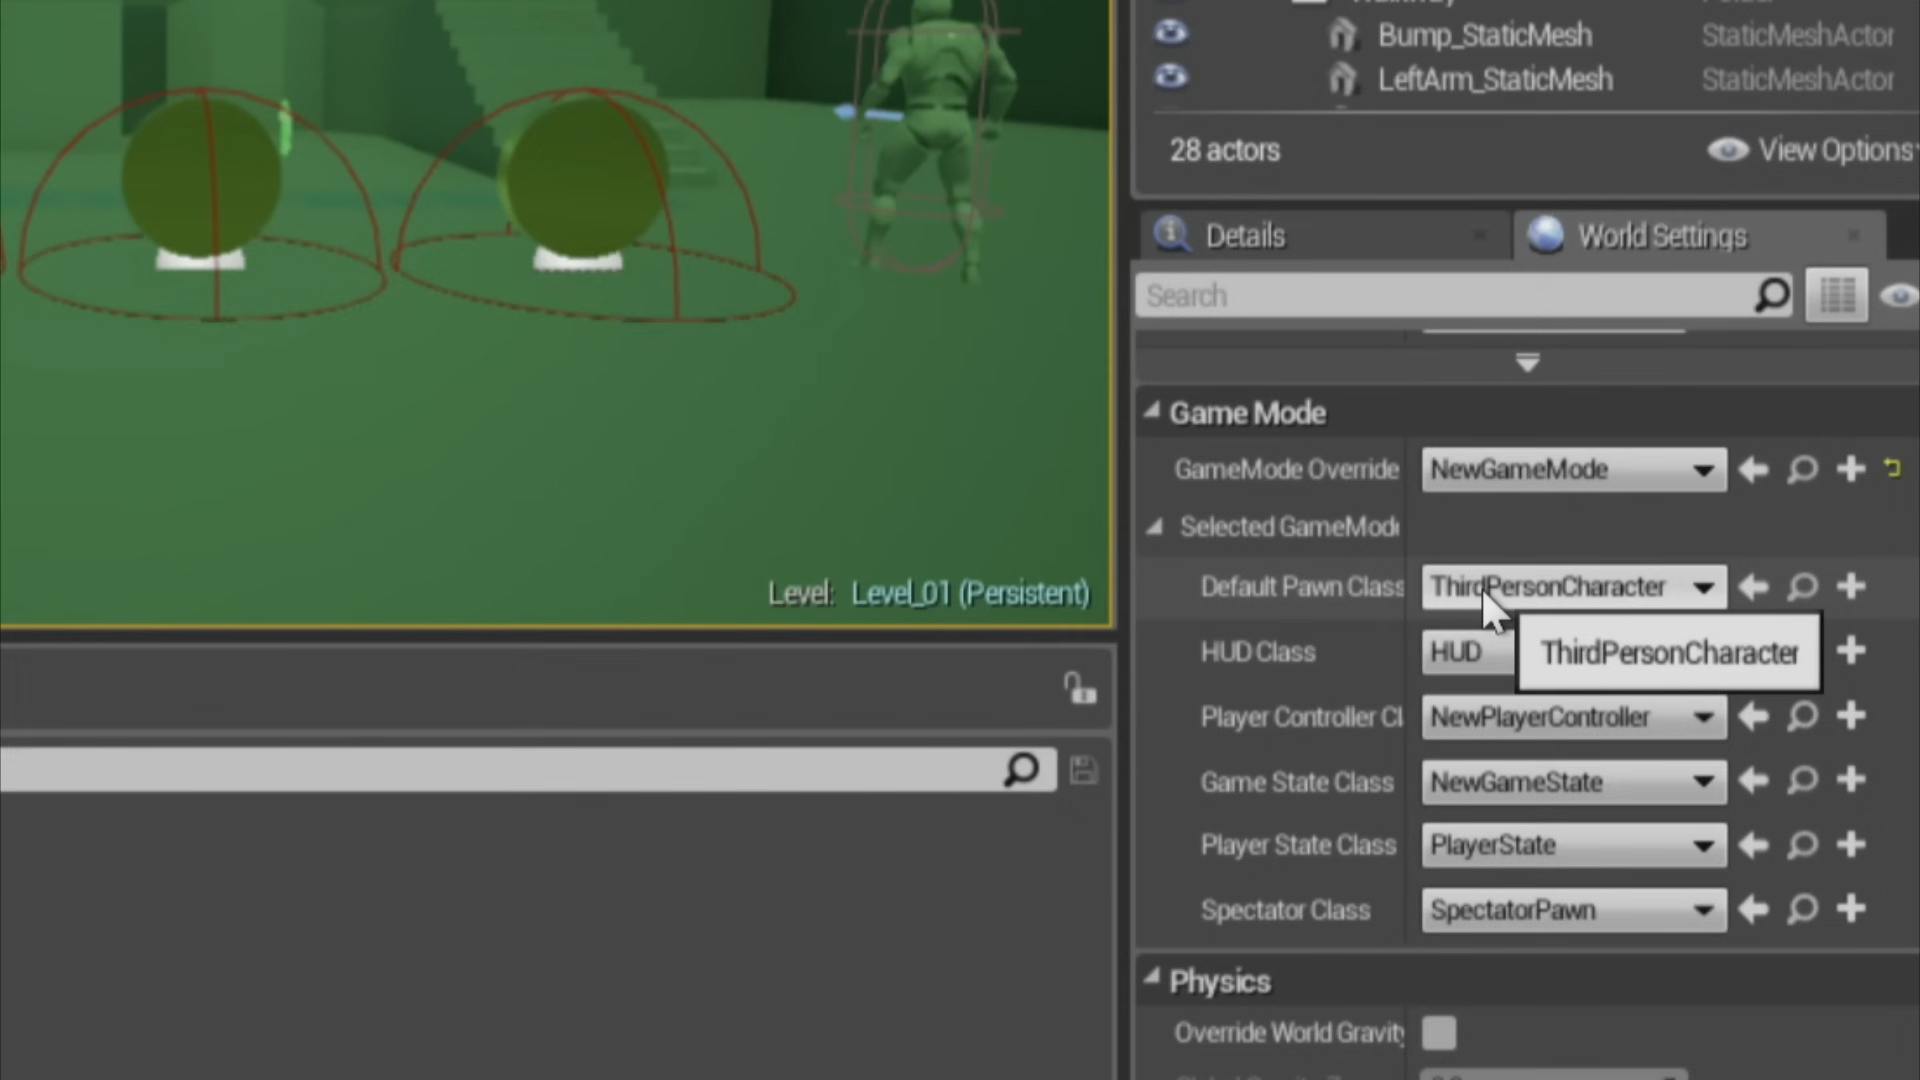 Bump_StaticMesh StaticMeshActor
LeftArm_StaticMesh StaticMeshActor
28 actors View Options
Details World Settings
Search
Game Mode
GameMode Override NewGameMode
Selected GameMod
Default Pawn Class ThirdPersonCharacter
HUD Class HUD ThirdPersonCharacter
Player Controller Cl NewPlayerController
Game State Class NewGameState
Player State Class PlayerState
Spectator Class SpectatorPawn
Physics
Override World Gravity
Level: Level_01 (Persistent)